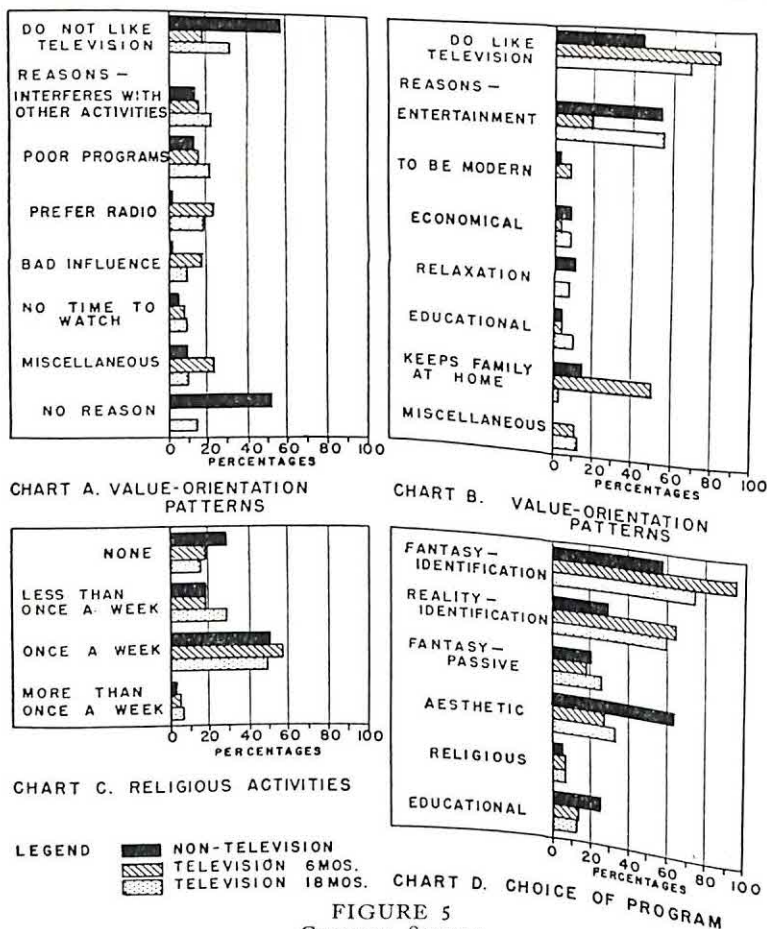 DO NOT LIKE
TELEVISION
REASONS—
INTERFERES WITH
OTHER ACTIVITIES
POOR PROGRAMS
PREFER RADIO
BAD INFLUENCE
NO TIME TO
WATCH
MISCELLANEOUS
NO REASON
0 20 40 60 80 100
PERCENTAGES
CHART A. VALUE-ORIENTATION
PATTERNS
DO LIKE
TELEVISION
REASONS—
ENTERTAINMENT
TO BE MODERN
ECONOMICAL
RELAXATION
EDUCATIONAL
KEEPS FAMILY
AT HOME
MISCELLANEOUS
0 20 40 60 80 100
PERCENTAGES
CHART B. VALUE-ORIENTATION
PATTERNS
NONE
LESS THAN
ONCE A WEEK
ONCE A WEEK
MORE THAN
ONCE A WEEK
0 20 40 60 80 100
PERCENTAGES
CHART C. RELIGIOUS ACTIVITIES
FANTASY—
IDENTIFICATION
REALITY—
IDENTIFICATION
FANTASY—
PASSIVE
AESTHETIC
RELIGIOUS
EDUCATIONAL
0 20 40 60 80 100
PERCENTAGES
CHART D. CHOICE OF PROGRAM
LEGEND
NON-TELEVISION
TELEVISION 6MOS.
TELEVISION 18MOS.
FIGURE 5